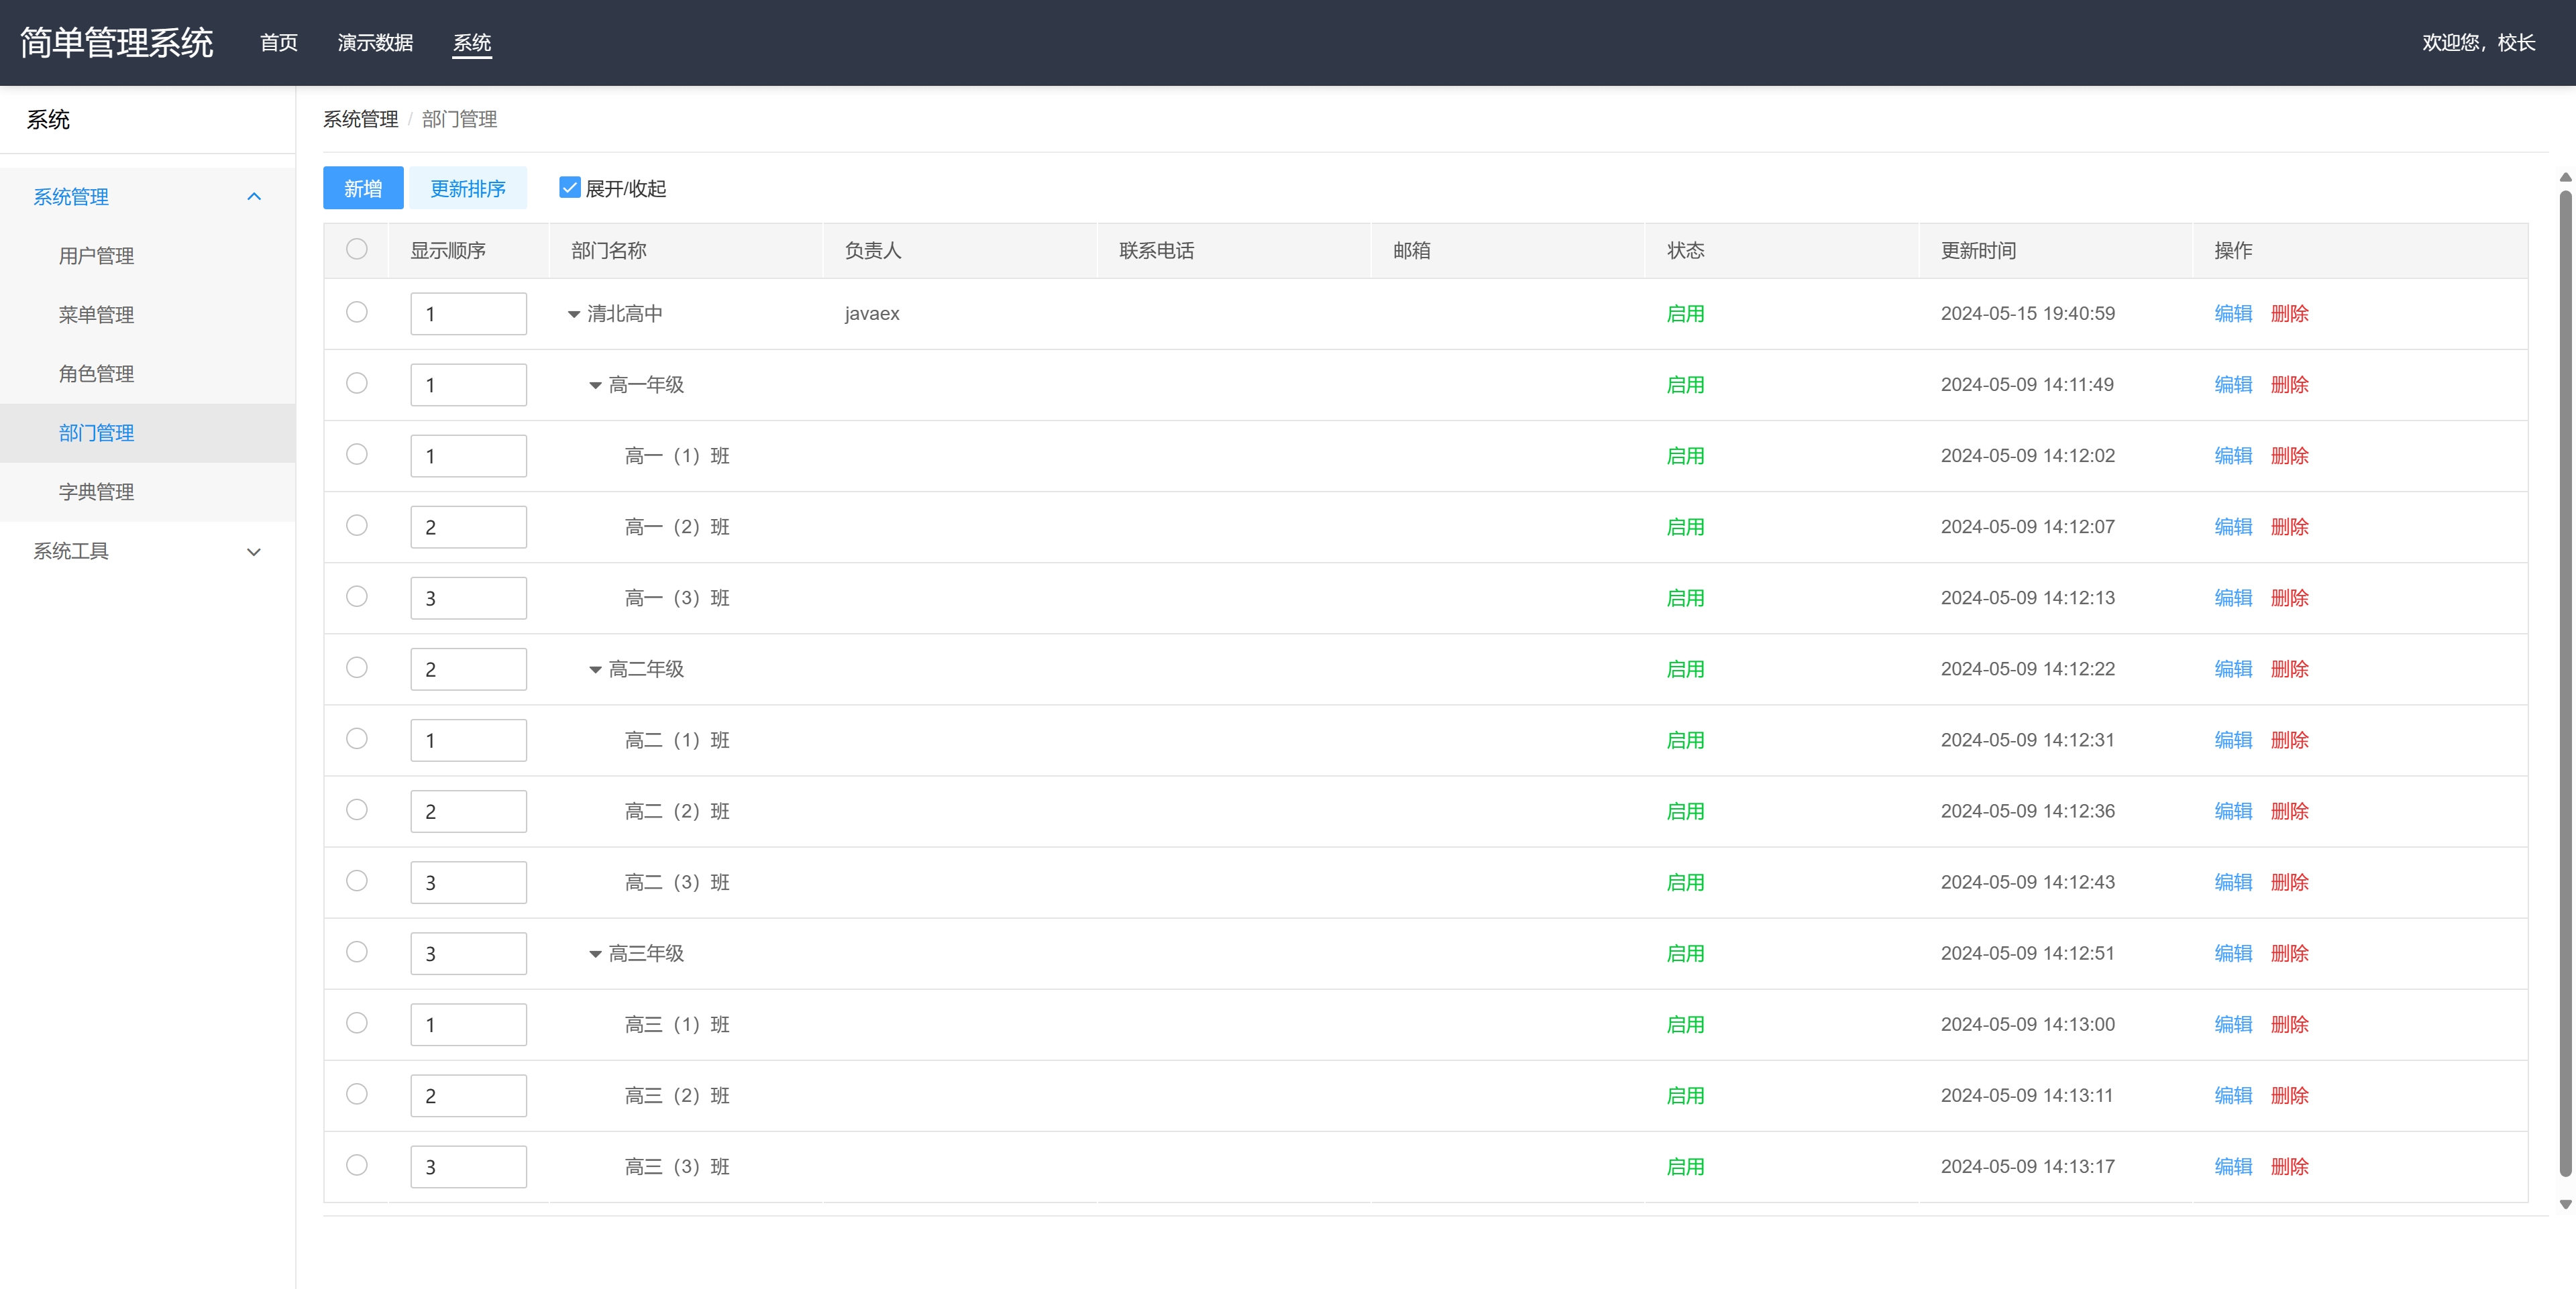 简单管理系统 首页 演示数据 系统 欢迎您，校长
系统
系统管理
用户管理
菜单管理
角色管理
部门管理
字典管理
系统工具
系统管理 / 部门管理
新增 更新排序 展开/收起
显示顺序 部门名称 负责人 联系电话 邮箱 状态 更新时间 操作
1 清北高中 javaex 启用 2024-05-15 19:40:59 编辑 删除
1 高一年级 启用 2024-05-09 14:11:49 编辑 删除
1 高一（1）班 启用 2024-05-09 14:12:02 编辑 删除
2 高一（2）班 启用 2024-05-09 14:12:07 编辑 删除
3 高一（3）班 启用 2024-05-09 14:12:13 编辑 删除
2 高二年级 启用 2024-05-09 14:12:22 编辑 删除
1 高二（1）班 启用 2024-05-09 14:12:31 编辑 删除
2 高二（2）班 启用 2024-05-09 14:12:36 编辑 删除
3 高二（3）班 启用 2024-05-09 14:12:43 编辑 删除
3 高三年级 启用 2024-05-09 14:12:51 编辑 删除
1 高三（1）班 启用 2024-05-09 14:13:00 编辑 删除
2 高三（2）班 启用 2024-05-09 14:13:11 编辑 删除
3 高三（3）班 启用 2024-05-09 14:13:17 编辑 删除